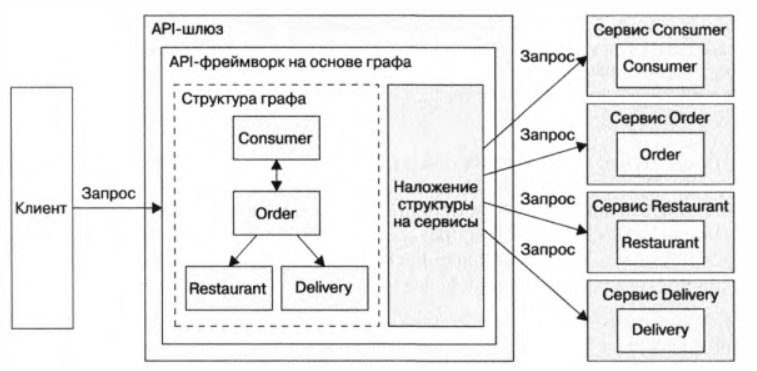 API-шлюз
API-фреймворк на основе графа
Структура графа
Consumer
Order
Restaurant
Delivery
Клиент
Запрос
Наложение
структуры
на сервисы
Запрос
Запрос
Запрос
Запрос
Сервис Consumer
Consumer
Сервис Order
Order
Сервис Restaurant
Restaurant
Сервис Delivery
Delivery